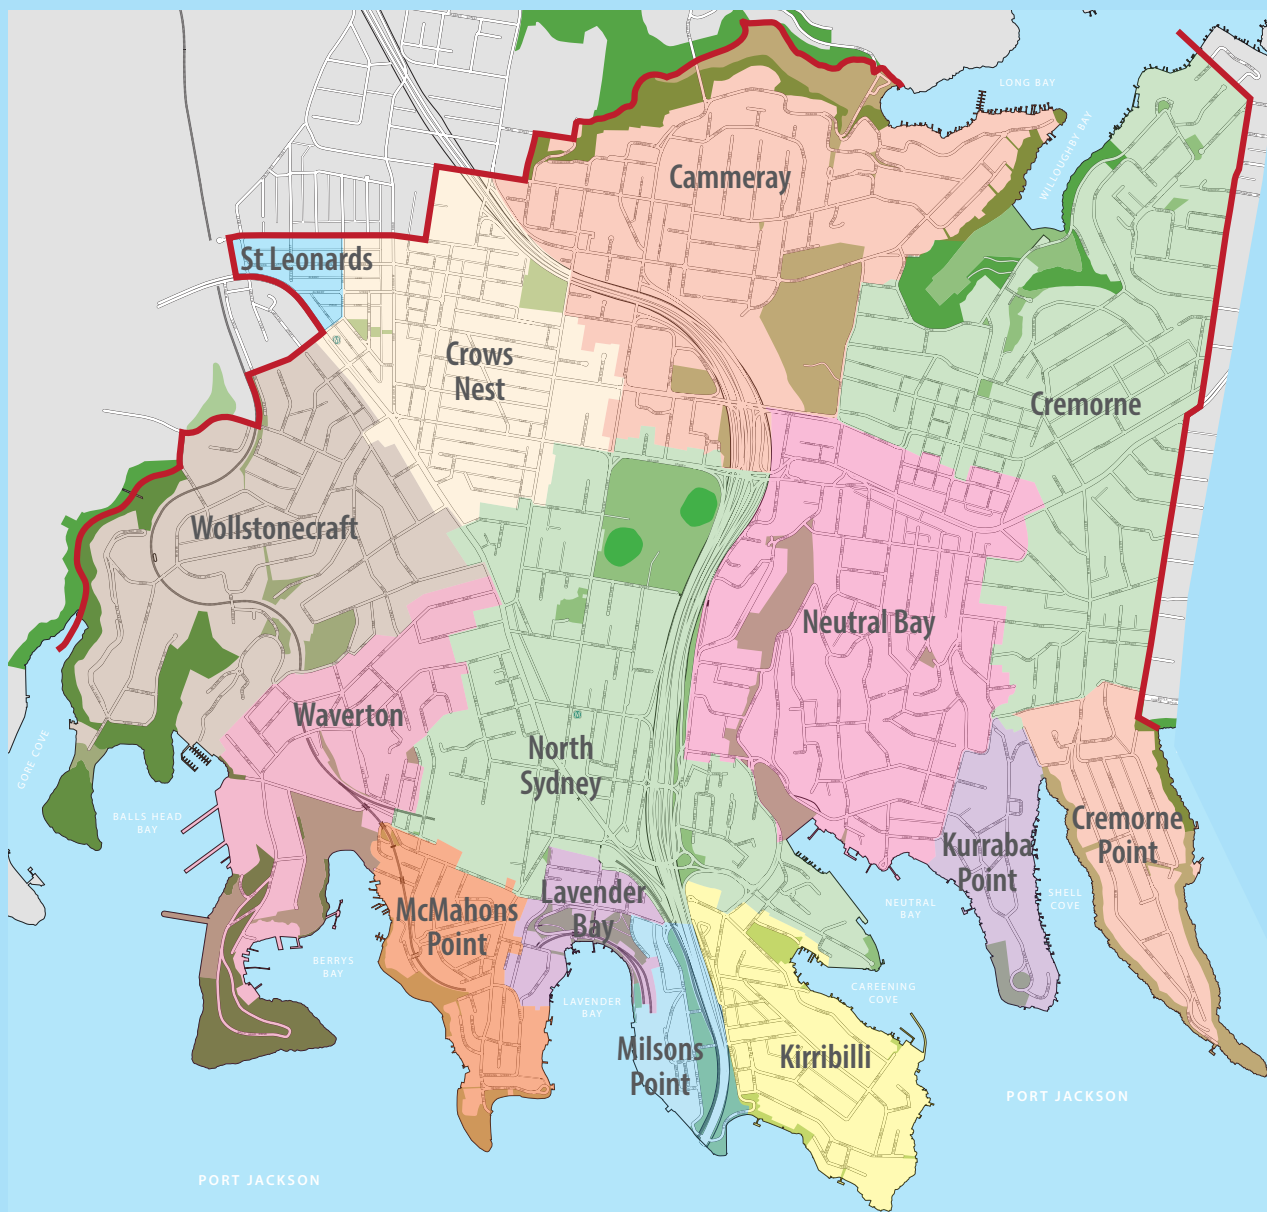 LONG BAY
WILLOUGHBY BAY
Cammeray
St Leonards
Crows
Nest
Cremorne
Wollstonecraft
Neutral Bay
Waverton
North
Sydney
GORE COVE
BALLS HEAD
BAY
Cremorne
Point
Kurraba
Point
SHELL
COVE
Lavender
Bay
McMahons
Point
NEUTRAL
BAY
BERRYS
BAY
CAREENING
COVE
LAVENDER
BAY
Milsons
Point
Kirribilli
PORT JACKSON
PORT JACKSON